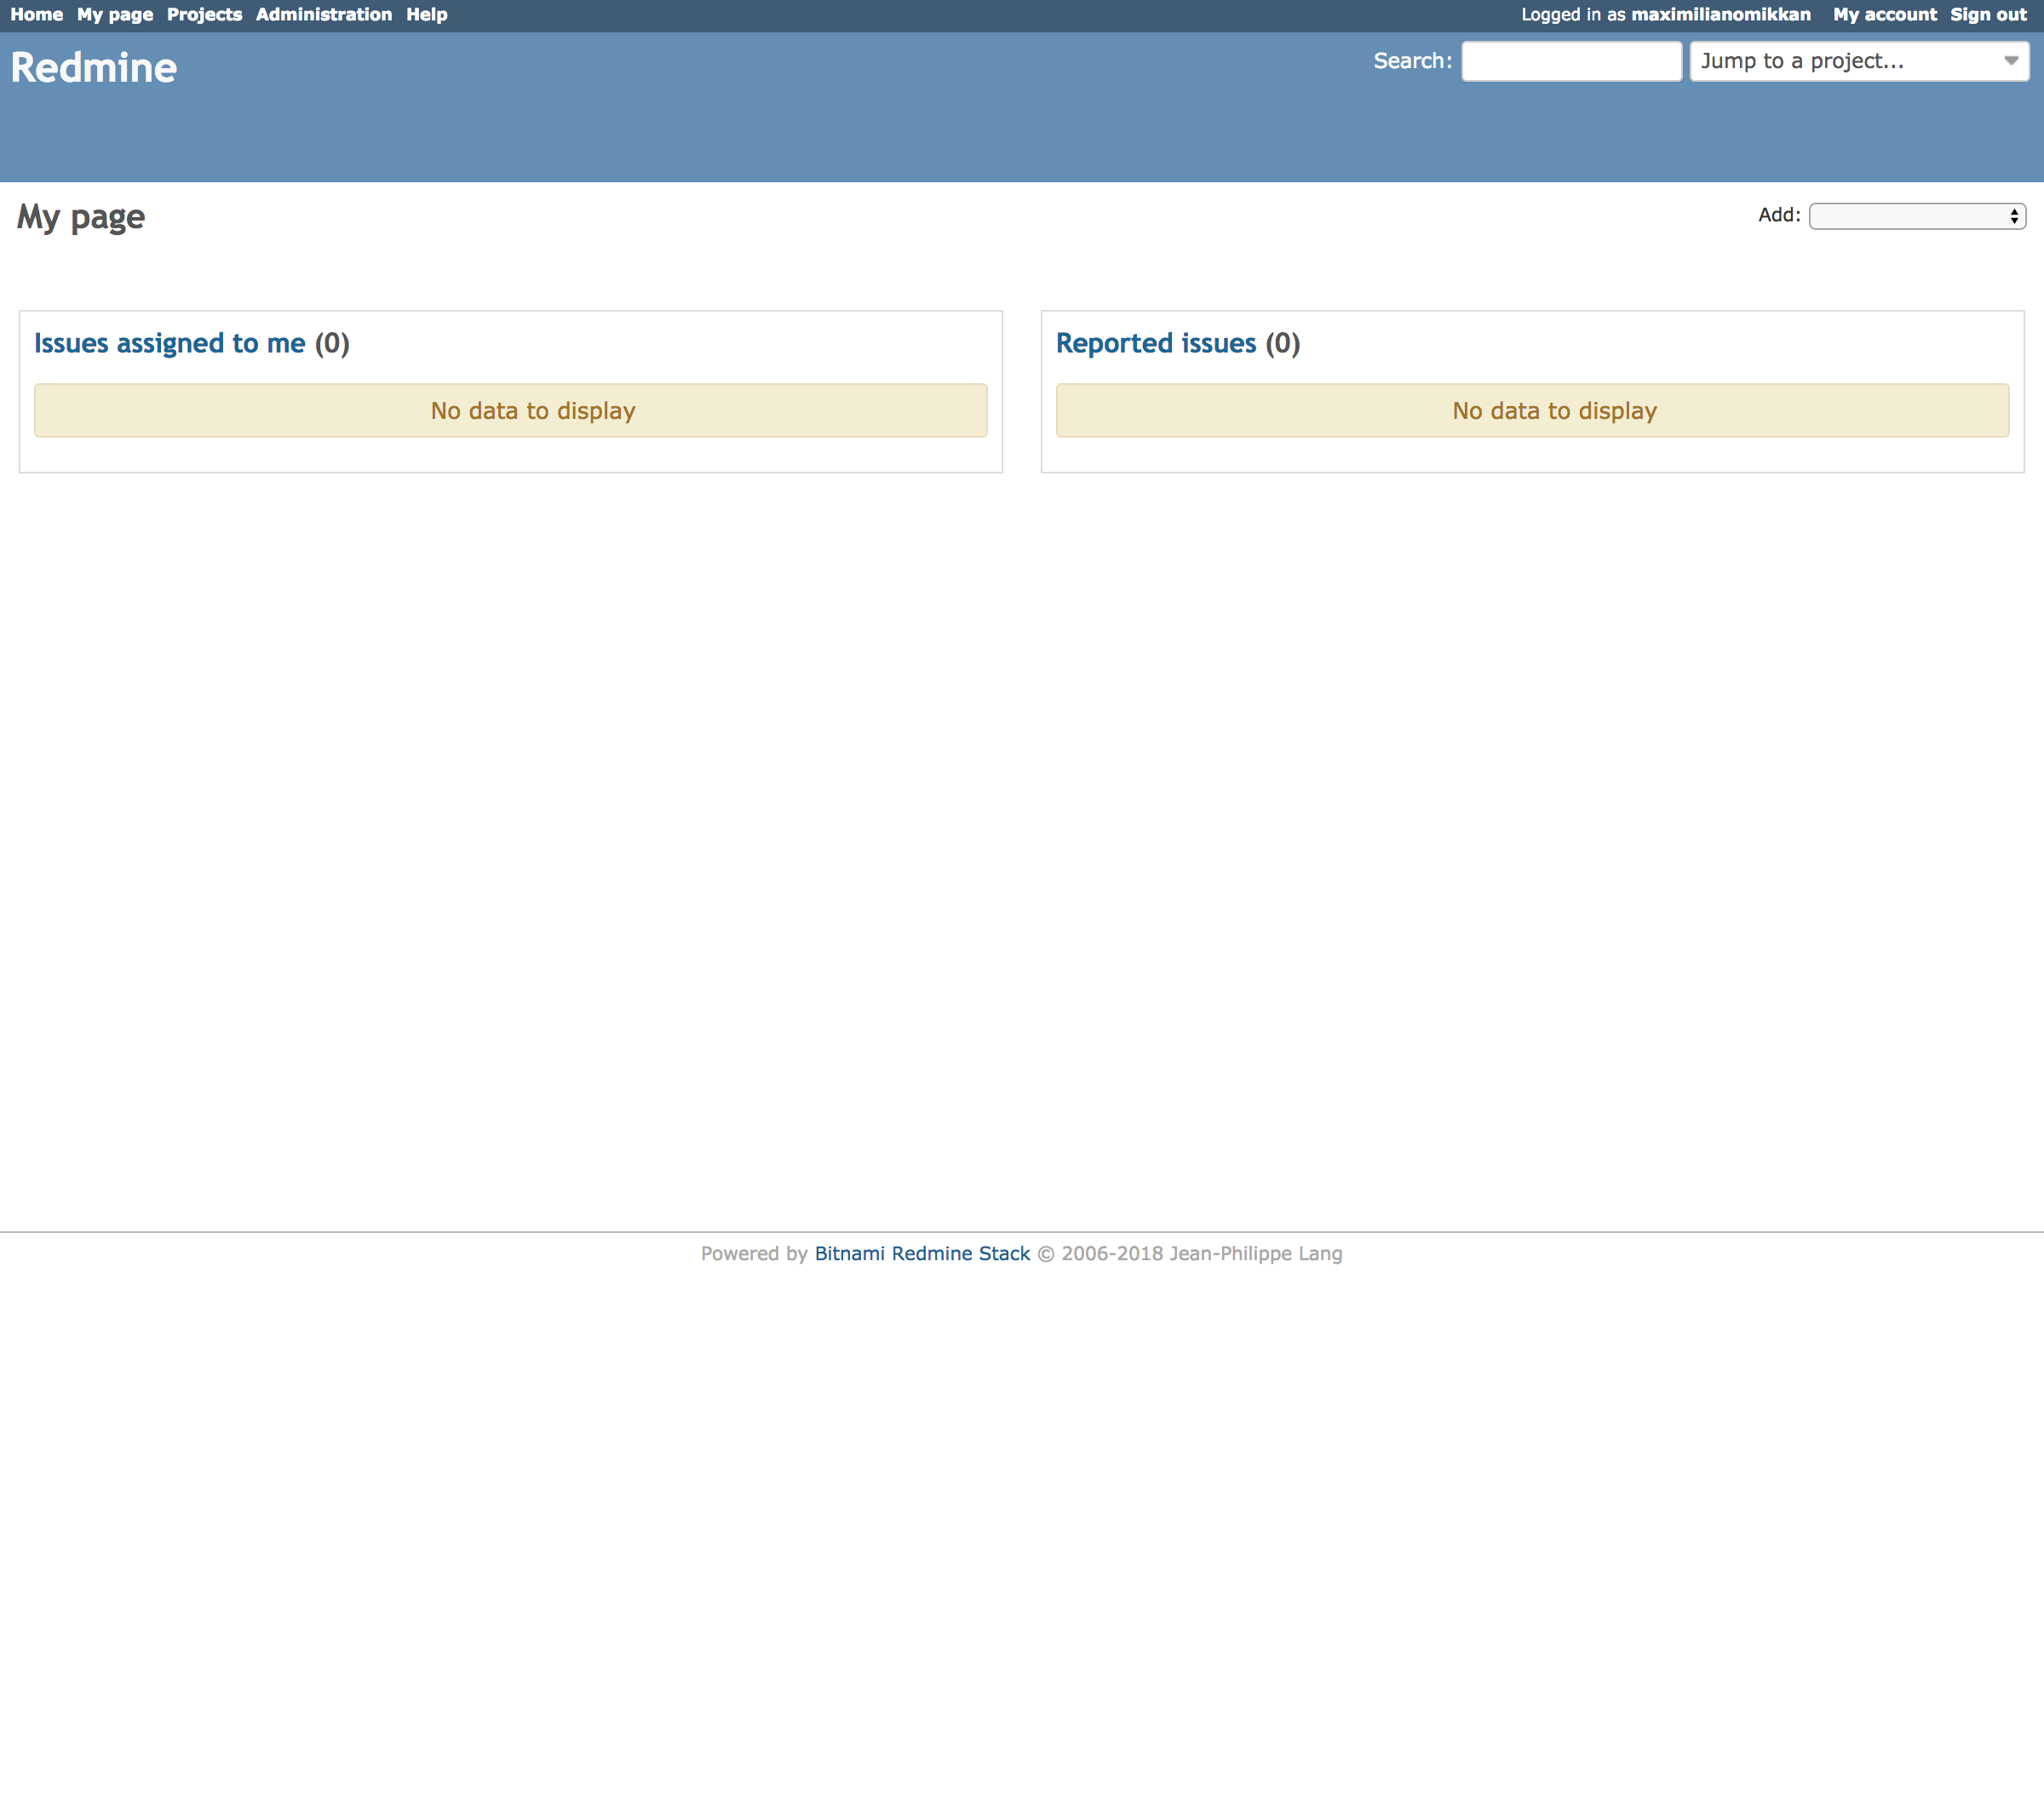 Home My page Projects Administration Help Logged in as maximilianomikkan My account Sign out
Redmine Search: Jump to a project...
My page Add:
Issues assigned to me (0) Reported issues (0)
No data to display No data to display
Powered by Bitnami Redmine Stack © 2006-2018 Jean-Philippe Lang